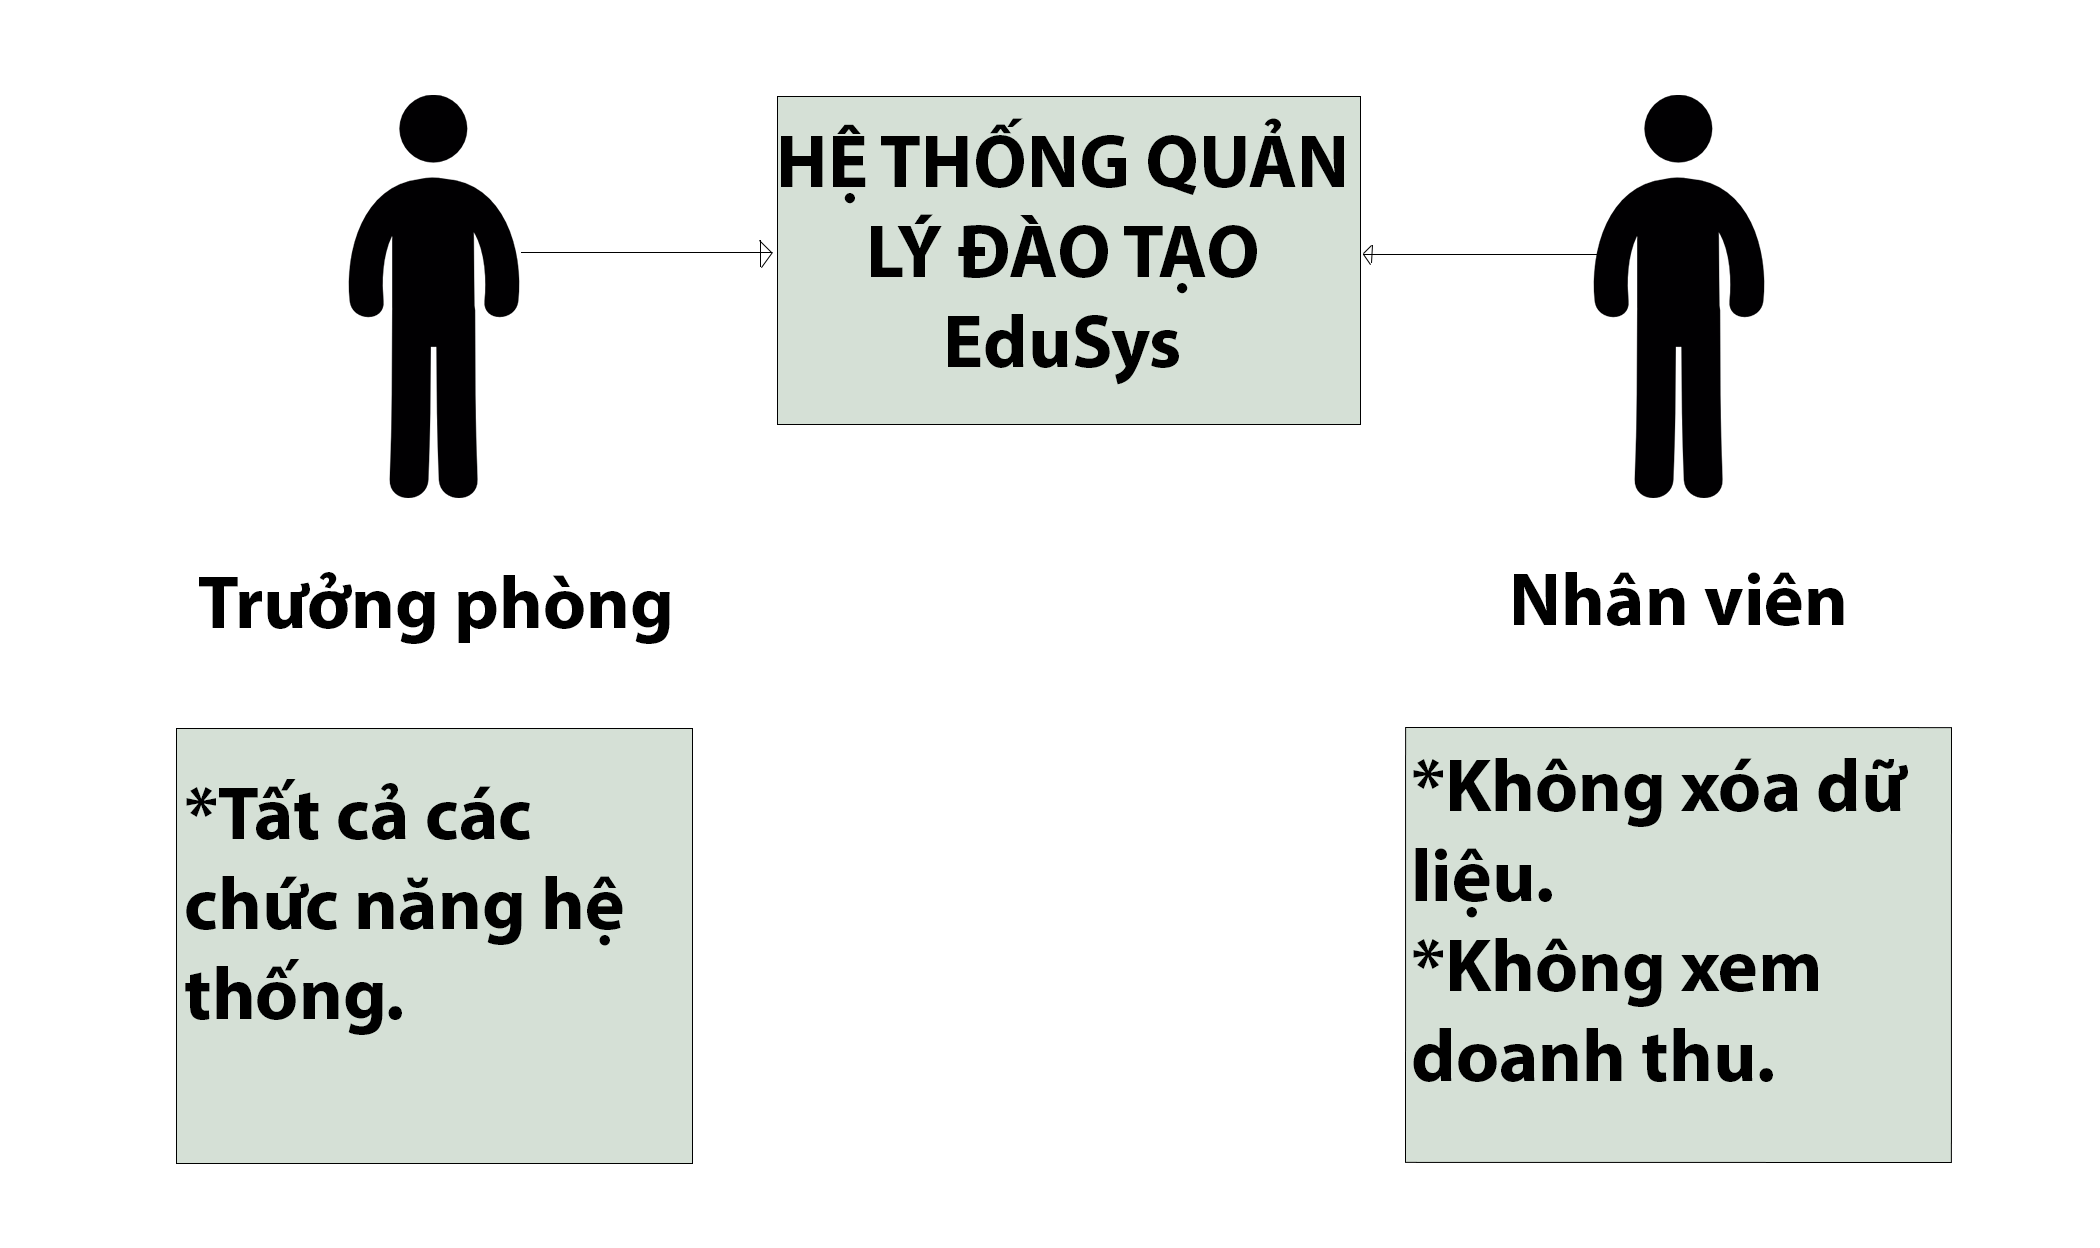 HỆ THỐNG QUẢN
LÝ ĐÀO TẠO
EduSys
Trưởng phòng
Nhân viên
*Tất cả các
chức năng hệ
thống.
*Không xóa dữ
liệu.
*Không xem
doanh thu.